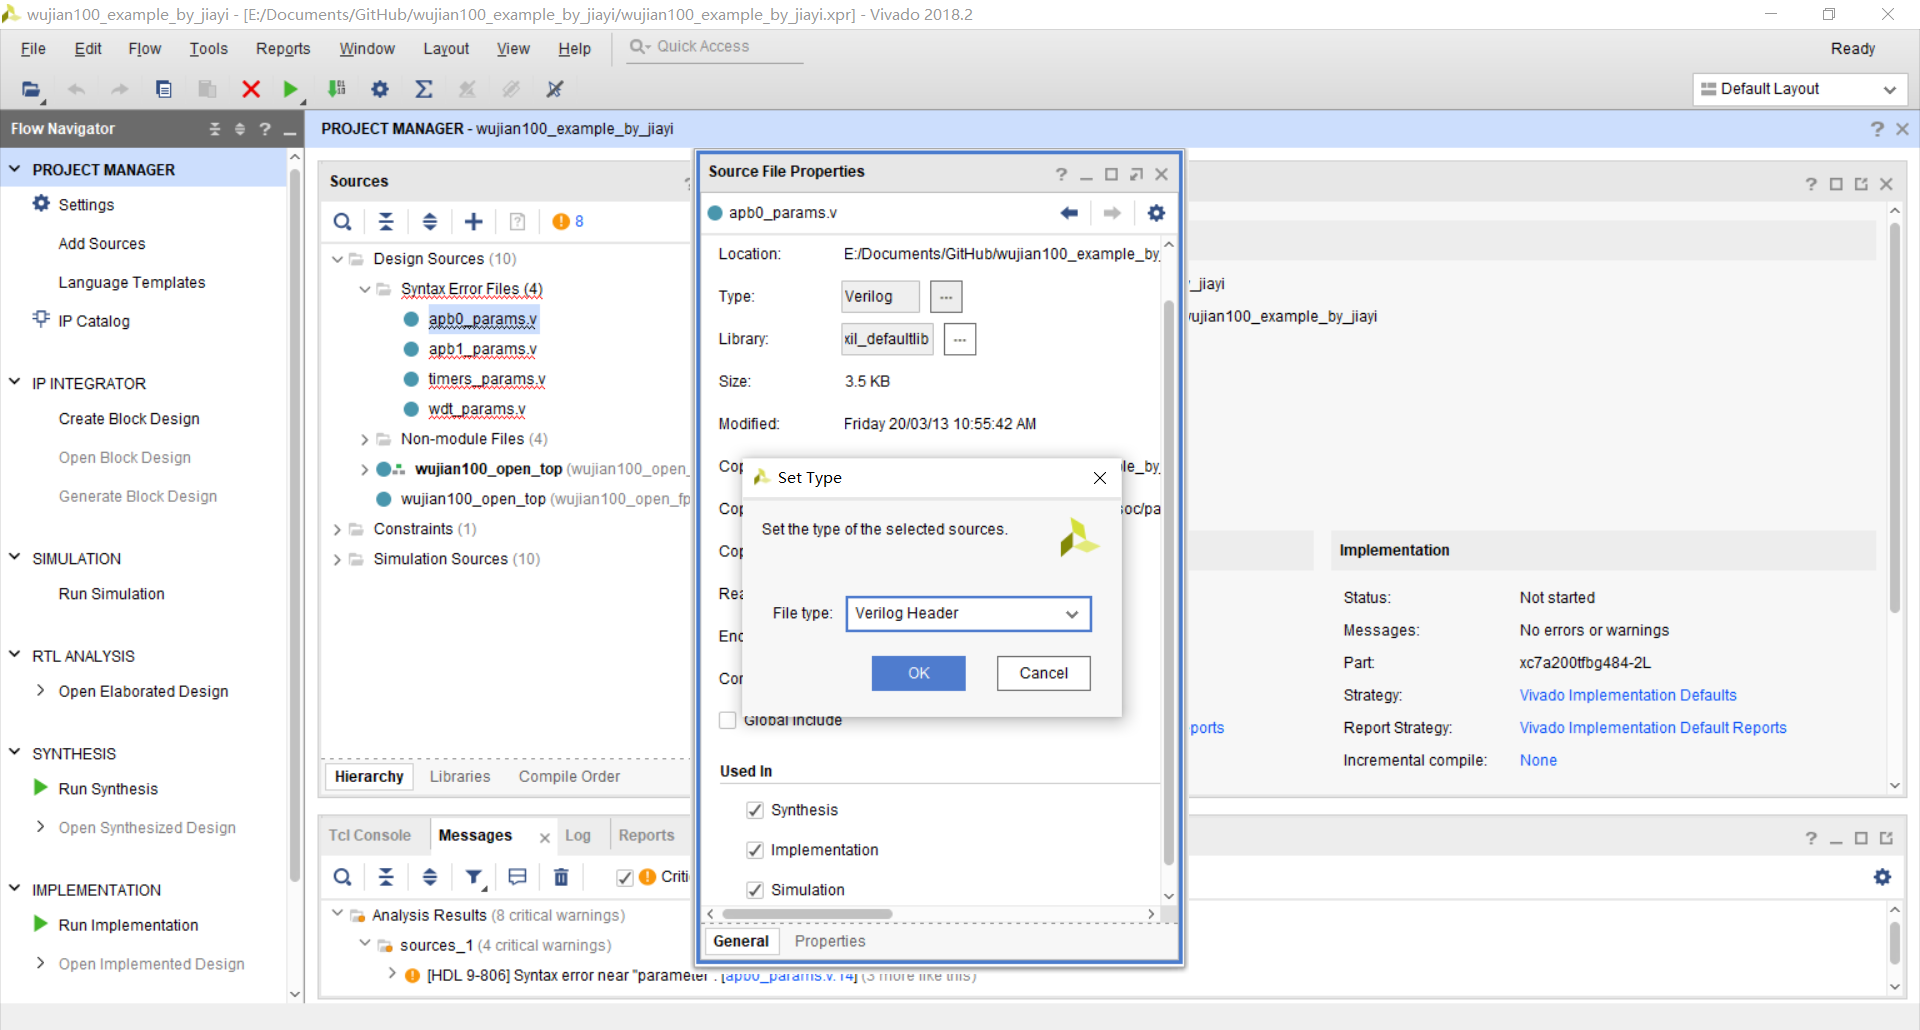 wujian100_example_by_jiayi - [E:/Documents/GitHub/wujian100_example_by_jiayi/wujian100_example_by_jiayi.xpr] - Vivado 2018.2
File Edit Flow Tools Reports Window Layout View Help Quick Access Ready
Default Layout
Flow Navigator
PROJECT MANAGER - wujian100_example_by_jiayi
PROJECT MANAGER
Settings
Add Sources
Language Templates
IP Catalog
IP INTEGRATOR
Create Block Design
Open Block Design
Generate Block Design
SIMULATION
Run Simulation
RTL ANALYSIS
Open Elaborated Design
SYNTHESIS
Run Synthesis
Open Synthesized Design
IMPLEMENTATION
Run Implementation
Open Implemented Design
Sources
8
Design Sources (10)
Syntax Error Files (4)
apb0_params.v
apb1_params.v
timers_params.v
wdt_params.v
Non-module Files (4)
wujian100_open_top (wujian100_open_
wujian100_open_top (wujian100_open_fp
Constraints (1)
Simulation Sources (10)
Hierarchy Libraries Compile Order
Source File Properties
apb0_params.v
Location: E:/Documents/GitHub/wujian100_example_by_
Type: Verilog ...
Library: xil_defaultlib ...
Size: 3.5 KB
Modified: Friday 20/03/13 10:55:42 AM
Cop le_by_
Cop soc/pa
Cop
Rea
Enc
Cor
Global include
Used In
Synthesis
Implementation
Simulation
General Properties
Set Type
Set the type of the selected sources.
File type: Verilog Header
OK Cancel
_jiayi
wujian100_example_by_jiayi
ports
Implementation
Status: Not started
Messages: No errors or warnings
Part: xc7a200tfbg484-2L
Strategy: Vivado Implementation Defaults
Report Strategy: Vivado Implementation Default Reports
Incremental compile: None
Tcl Console Messages Log Reports
Criti
Analysis Results (8 critical warnings)
sources_1 (4 critical warnings)
[HDL 9-806] Syntax error near "parameter". [apb0_params.v:14] (3 more like this)